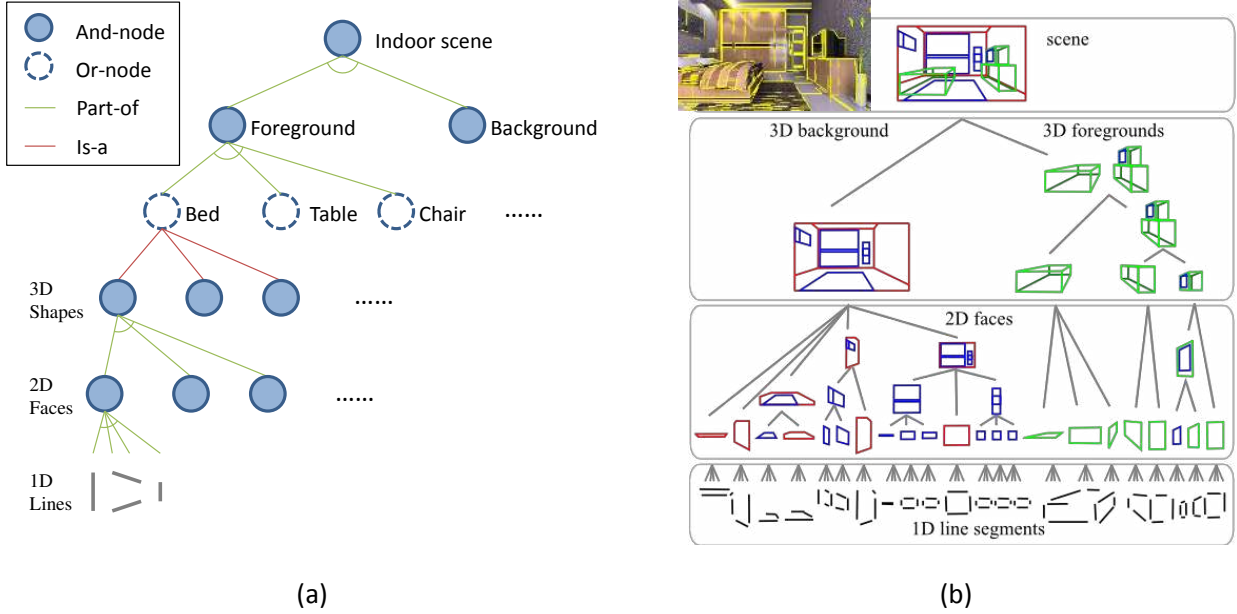 And-node
Or-node
Part-of
Is-a
Indoor scene
Foreground
Background
Bed
Table
Chair
......
3D
Shapes
......
2D
Faces
......
1D
Lines
(a)
scene
3D background
3D foregrounds
2D faces
1D line segments
(b)